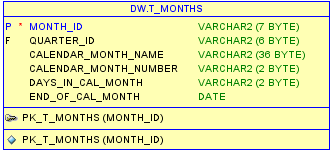 DW.T_MONTHS
P * MONTH_ID VARCHAR2 (7 BYTE)
F QUARTER_ID VARCHAR2 (6 BYTE)
CALENDAR_MONTH_NAME VARCHAR2 (36 BYTE)
CALENDAR_MONTH_NUMBER VARCHAR2 (2 BYTE)
DAYS_IN_CAL_MONTH VARCHAR2 (2 BYTE)
END_OF_CAL_MONTH DATE
PK_T_MONTHS (MONTH_ID)
PK_T_MONTHS (MONTH_ID)